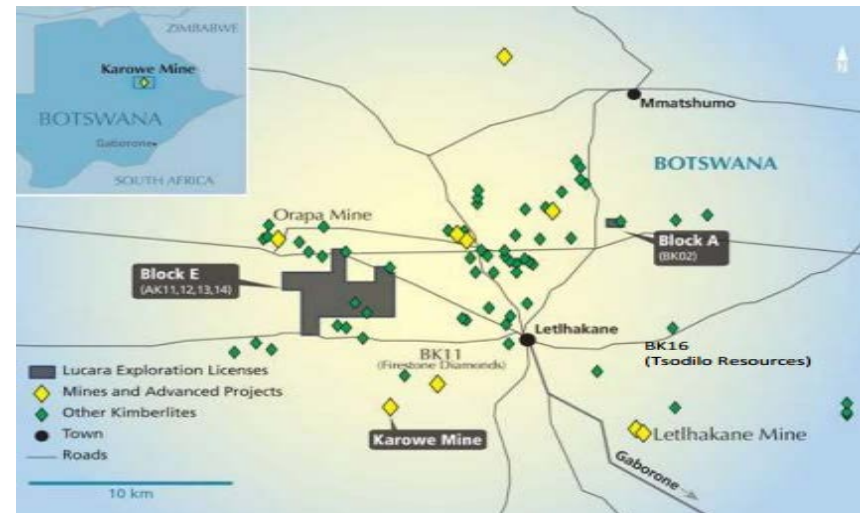 ZIMBABWE
Karowe Mine
BOTSWANA
Gaborone
SOUTH AFRICA
N
Mmatshumo
BOTSWANA
Orapa Mine
Block A
(BK02)
Block E
(AK11,12,13,14)
Letlhakane
BK16
(Tsodilo Resources)
BK11
(Firestone Diamonds)
Lucara Exploration Licenses
Mines and Advanced Projects
Other Kimberlites
Town
Roads
Karowe Mine
Letlhakane Mine
Gaborone
10 km